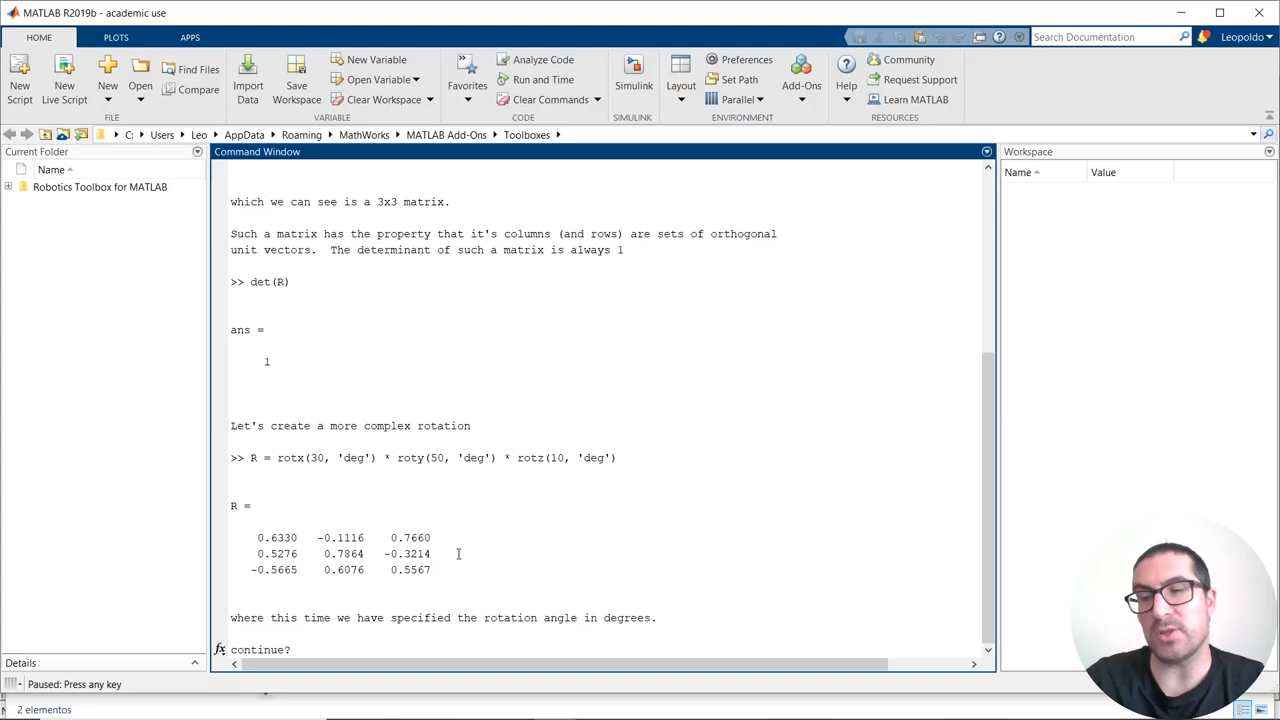 MATLAB R2019b - academic use
HOME PLOTS APPS
Search Documentation
Leopoldo
New Script
New Live Script
New
Open
Find Files
Compare
FILE
Import Data
Save Workspace
New Variable
Open Variable
Clear Workspace
VARIABLE
Favorites
Analyze Code
Run and Time
Clear Commands
CODE
Simulink
SIMULINK
Layout
Preferences
Set Path
Parallel
Add-Ons
ENVIRONMENT
Help
Community
Request Support
Learn MATLAB
RESOURCES
C: Users Leo AppData Roaming MathWorks MATLAB Add-Ons Toolboxes
Current Folder
Name
Robotics Toolbox for MATLAB
Details
Command Window
which we can see is a 3x3 matrix.
Such a matrix has the property that it's columns (and rows) are sets of orthogonal
unit vectors. The determinant of such a matrix is always 1
>> det(R)
ans =
1
Let's create a more complex rotation
>> R = rotx(30, 'deg') * roty(50, 'deg') * rotz(10, 'deg')
R =
0.6330 -0.1116 0.7660
0.5276 0.7864 -0.3214
-0.5665 0.6076 0.5567
where this time we have specified the rotation angle in degrees.
fx continue?
Workspace
Name Value
Paused: Press any key
2 elementos